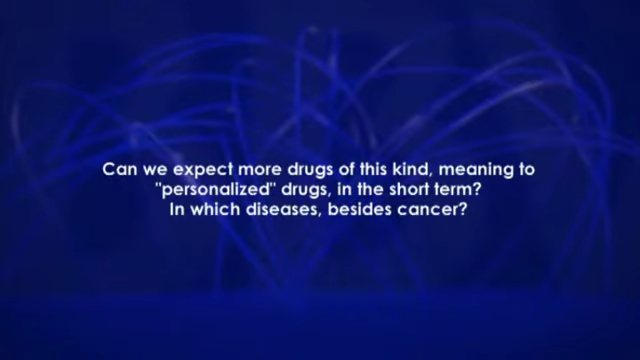 Can we expect more drugs of this kind, meaning to
"personalized" drugs, in the short term?
In which diseases, besides cancer?